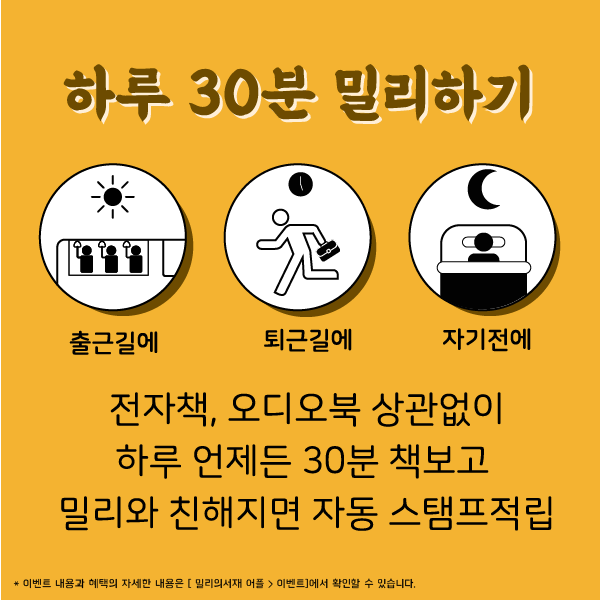 하루 30분 밀리하기
출근길에
퇴근길에
자기전에
전자책, 오디오북 상관없이
하루 언제든 30분 책보고
밀리와 친해지면 자동 스탬프적립
* 이벤트 내용과 혜택의 자세한 내용은 [ 밀리의서재 어플 > 이벤트]에서 확인할 수 있습니다.